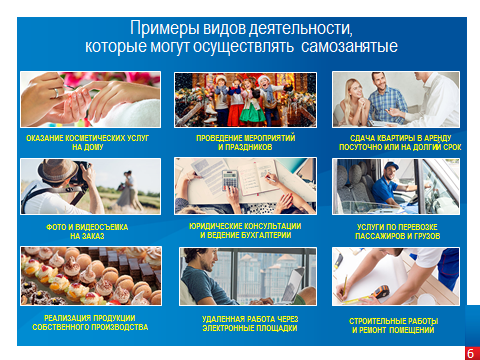 Примеры видов деятельности,
которые могут осуществлять самозанятые
ОКАЗАНИЕ КОСМЕТИЧЕСКИХ УСЛУГ
НА ДОМУ
ПРОВЕДЕНИЕ МЕРОПРИЯТИЙ
И ПРАЗДНИКОВ
СДАЧА КВАРТИРЫ В АРЕНДУ
ПОСУТОЧНО ИЛИ НА ДОЛГИЙ СРОК
ФОТО И ВИДЕОСЪЕМКА
НА ЗАКАЗ
ЮРИДИЧЕСКИЕ КОНСУЛЬТАЦИИ
И ВЕДЕНИЕ БУХГАЛТЕРИИ
УСЛУГИ ПО ПЕРЕВОЗКЕ
ПАССАЖИРОВ И ГРУЗОВ
РЕАЛИЗАЦИЯ ПРОДУКЦИИ
СОБСТВЕННОГО ПРОИЗВОДСТВА
УДАЛЕННАЯ РАБОТА ЧЕРЕЗ
ЭЛЕКТРОННЫЕ ПЛОЩАДКИ
СТРОИТЕЛЬНЫЕ РАБОТЫ
И РЕМОНТ ПОМЕЩЕНИЙ
6